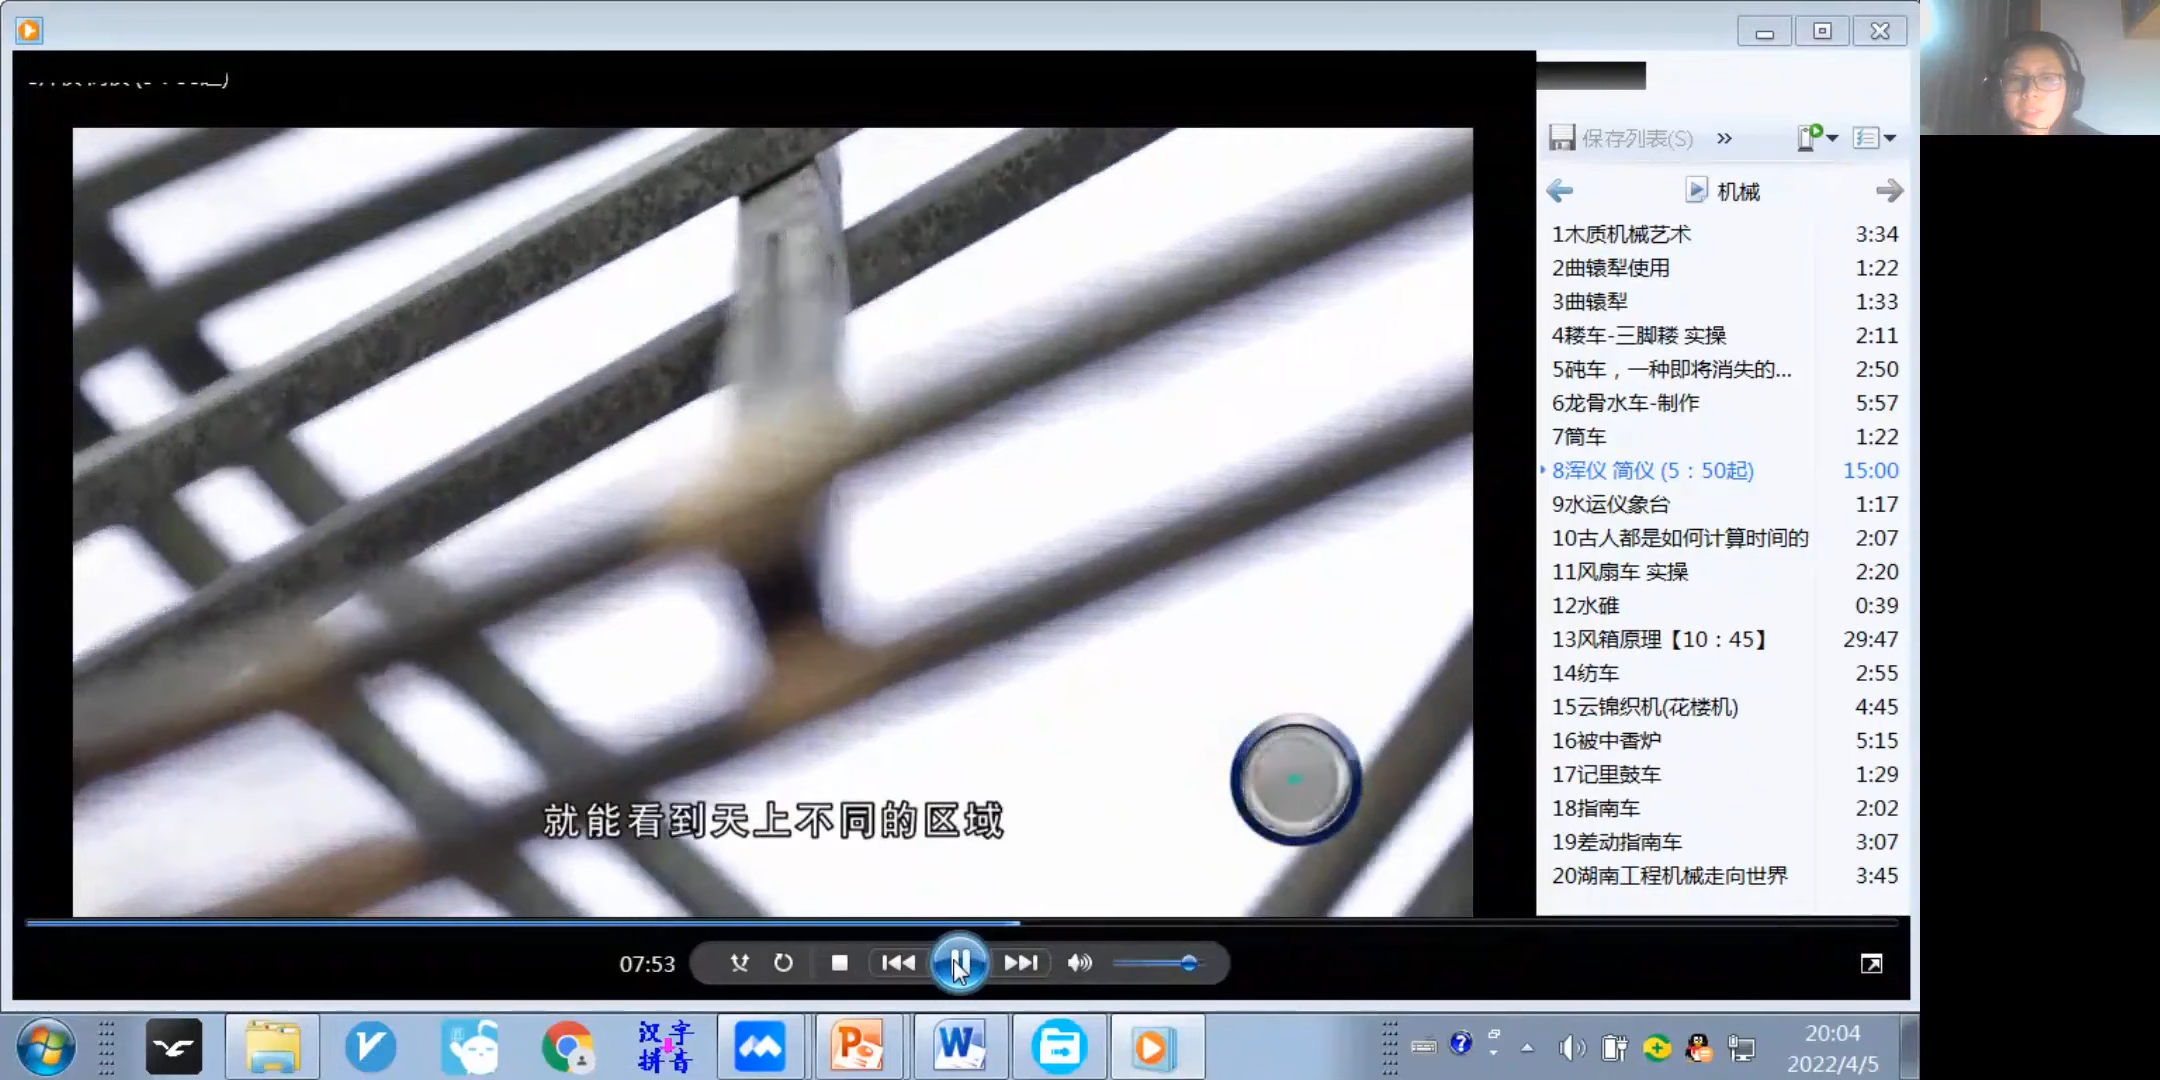 保存列表(S) »
机械
1木质机械艺术 3:34
2曲辕犁使用 1:22
3曲辕犁 1:33
4耧车-三脚耧 实操 2:11
5砘车，一种即将消失的... 2:50
6龙骨水车-制作 5:57
7筒车 1:22
8浑仪 简仪 (5：50起) 15:00
9水运仪象台 1:17
10古人都是如何计算时间的 2:07
11风扇车 实操 2:20
12水碓 0:39
13风箱原理【10：45】 29:47
14纺车 2:55
15云锦织机(花楼机) 4:45
16被中香炉 5:15
17记里鼓车 1:29
18指南车 2:02
19差动指南车 3:07
20湖南工程机械走向世界 3:45
就能看到天上不同的区域
07:53
汉字
拼音
20:04
2022/4/5